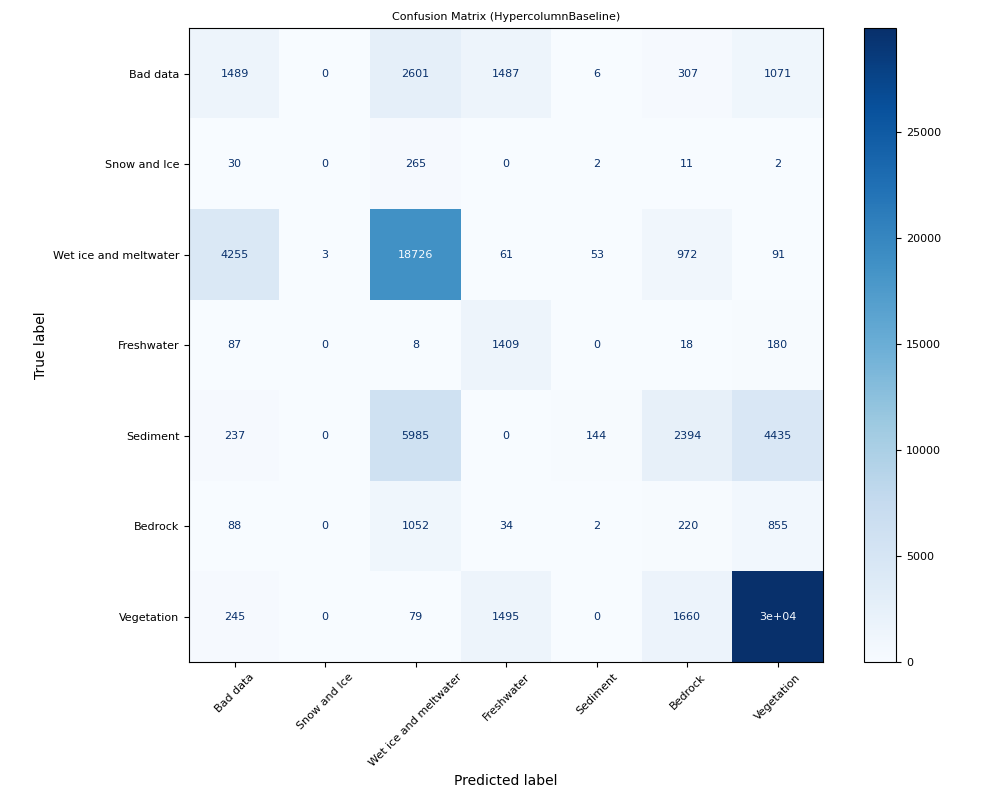 Confusion Matrix (HypercolumnBaseline)
True label
Bad data 1489 0 2601 1487 6 307 1071
Snow and Ice 30 0 265 0 2 11 2
Wet ice and meltwater 4255 3 18726 61 53 972 91
Freshwater 87 0 8 1409 0 18 180
Sediment 237 0 5985 0 144 2394 4435
Bedrock 88 0 1052 34 2 220 855
Vegetation 245 0 79 1495 0 1660 3e+04
Bad data Snow and Ice Wet ice and meltwater Freshwater Sediment Bedrock Vegetation
Predicted label
25000
20000
15000
10000
5000
0